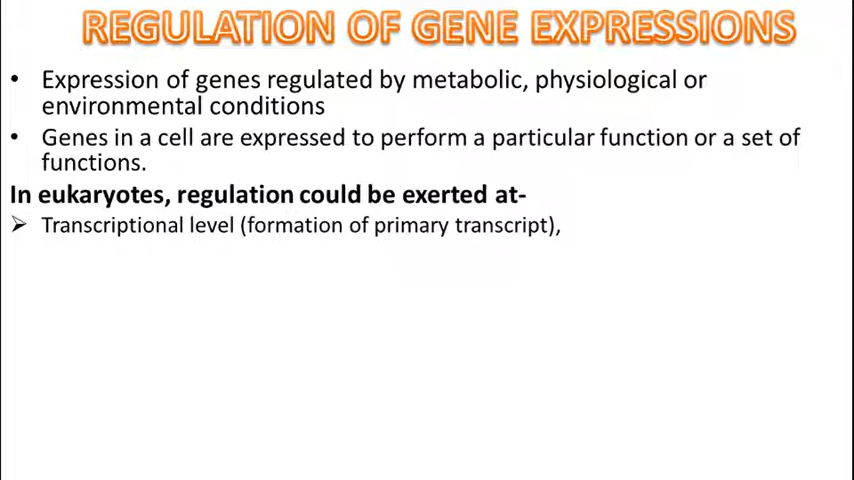 REGULATION OF GENE EXPRESSIONS
• Expression of genes regulated by metabolic, physiological or
environmental conditions
• Genes in a cell are expressed to perform a particular function or a set of
functions.
In eukaryotes, regulation could be exerted at-
➢ Transcriptional level (formation of primary transcript),